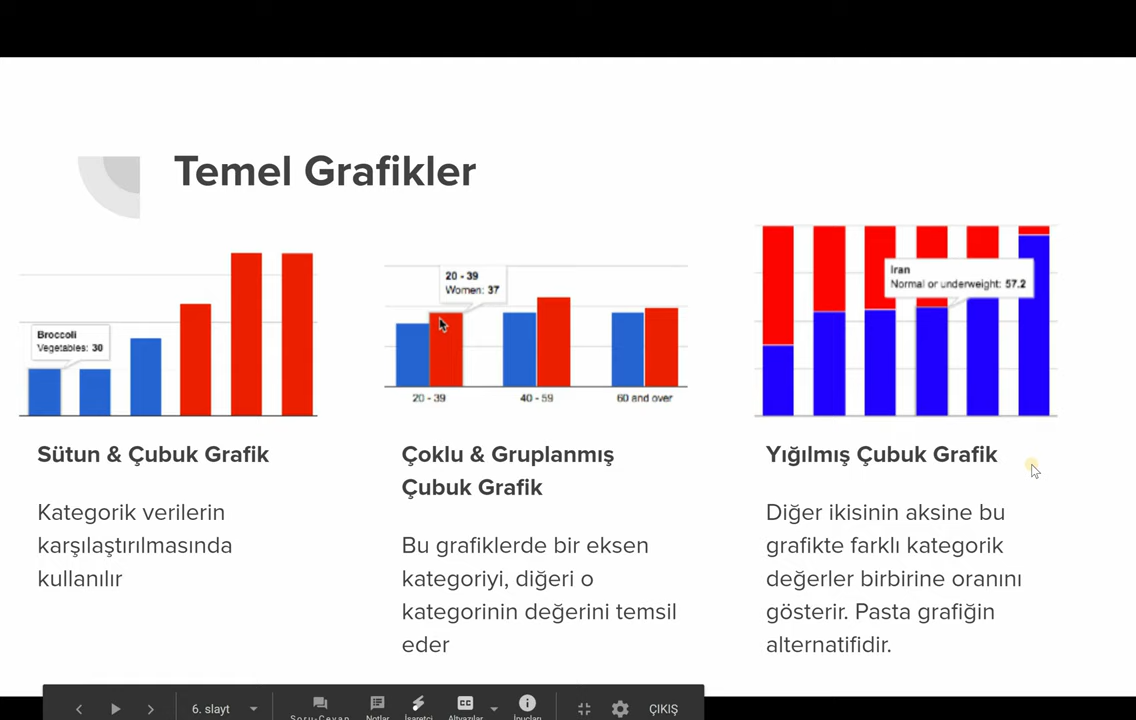 Temel Grafikler
Broccoli
Vegetables: 30
20 - 39
Women: 37
20 - 39
40 - 59
60 and over
Iran
Normal or underweight: 57.2
Sütun & Çubuk Grafik
Kategorik verilerin
karşılaştırılmasında
kullanılır
Çoklu & Gruplanmış
Çubuk Grafik
Bu grafiklerde bir eksen
kategoriyi, diğeri o
kategorinin değerini temsil
eder
Yığılmış Çubuk Grafik
Diğer ikisinin aksine bu
grafikte farklı kategorik
değerler birbirine oranını
gösterir. Pasta grafiğin
alternatifidir.
6. slayt
Soru-Cevap
Notlar
İşaretçi
CC
Altyazılar
İpuçları
ÇIKIŞ